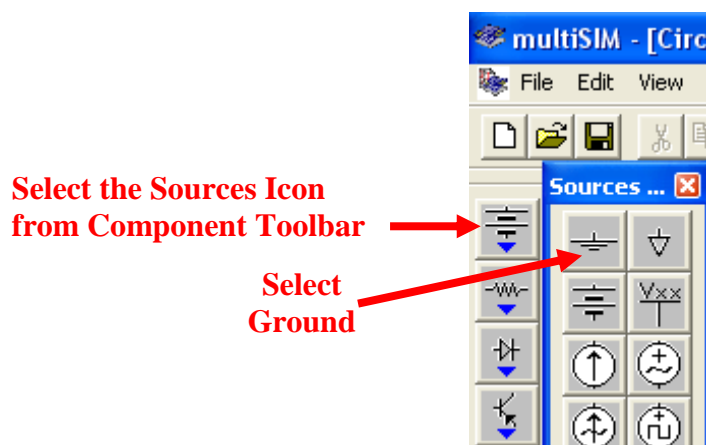 multiSIM - [Circ
File Edit View
Sources ...
Select the Sources Icon
from Component Toolbar
Select
Ground
Vxx